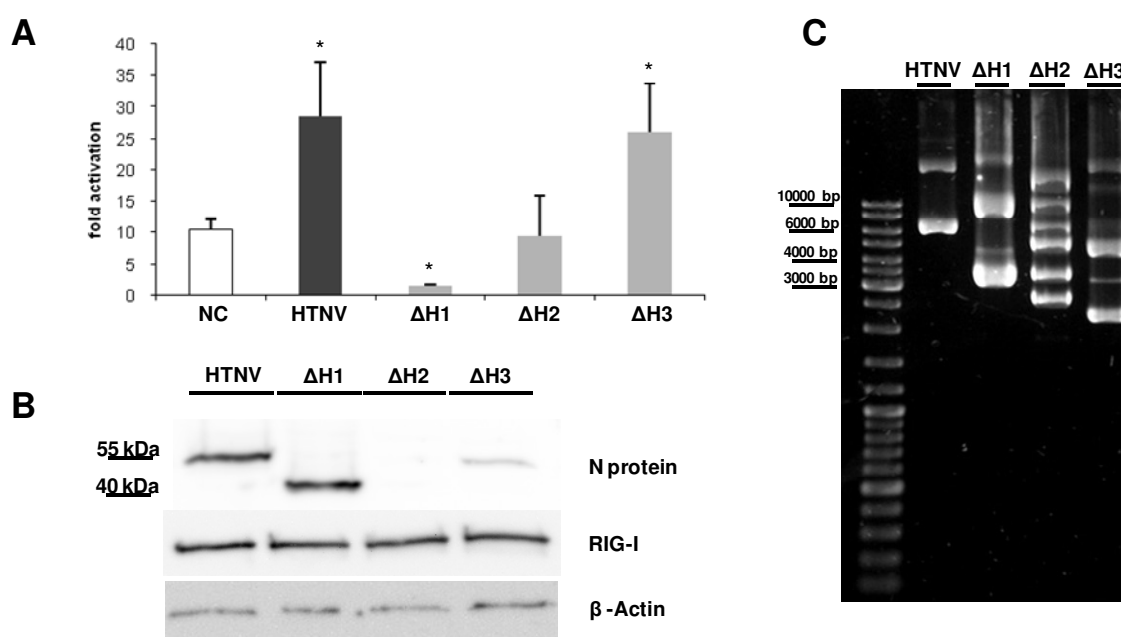 A
C
40
35
30
25
20
15
10
5
0
fold activation
*
*
*
NC HTNV ΔH1 ΔH2 ΔH3
HTNV ΔH1 ΔH2 ΔH3
10000 bp
6000 bp
4000 bp
3000 bp
B
HTNV ΔH1 ΔH2 ΔH3
55 kDa
40 kDa
N protein
RIG-I
β-Actin